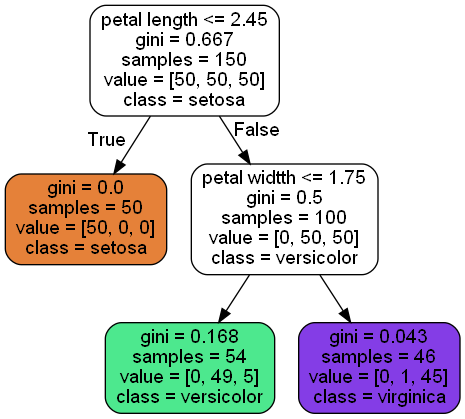 petal length <= 2.45
gini = 0.667
samples = 150
value = [50, 50, 50]
class = setosa
True
False
gini = 0.0
samples = 50
value = [50, 0, 0]
class = setosa
petal widtth <= 1.75
gini = 0.5
samples = 100
value = [0, 50, 50]
class = versicolor
gini = 0.168
samples = 54
value = [0, 49, 5]
class = versicolor
gini = 0.043
samples = 46
value = [0, 1, 45]
class = virginica